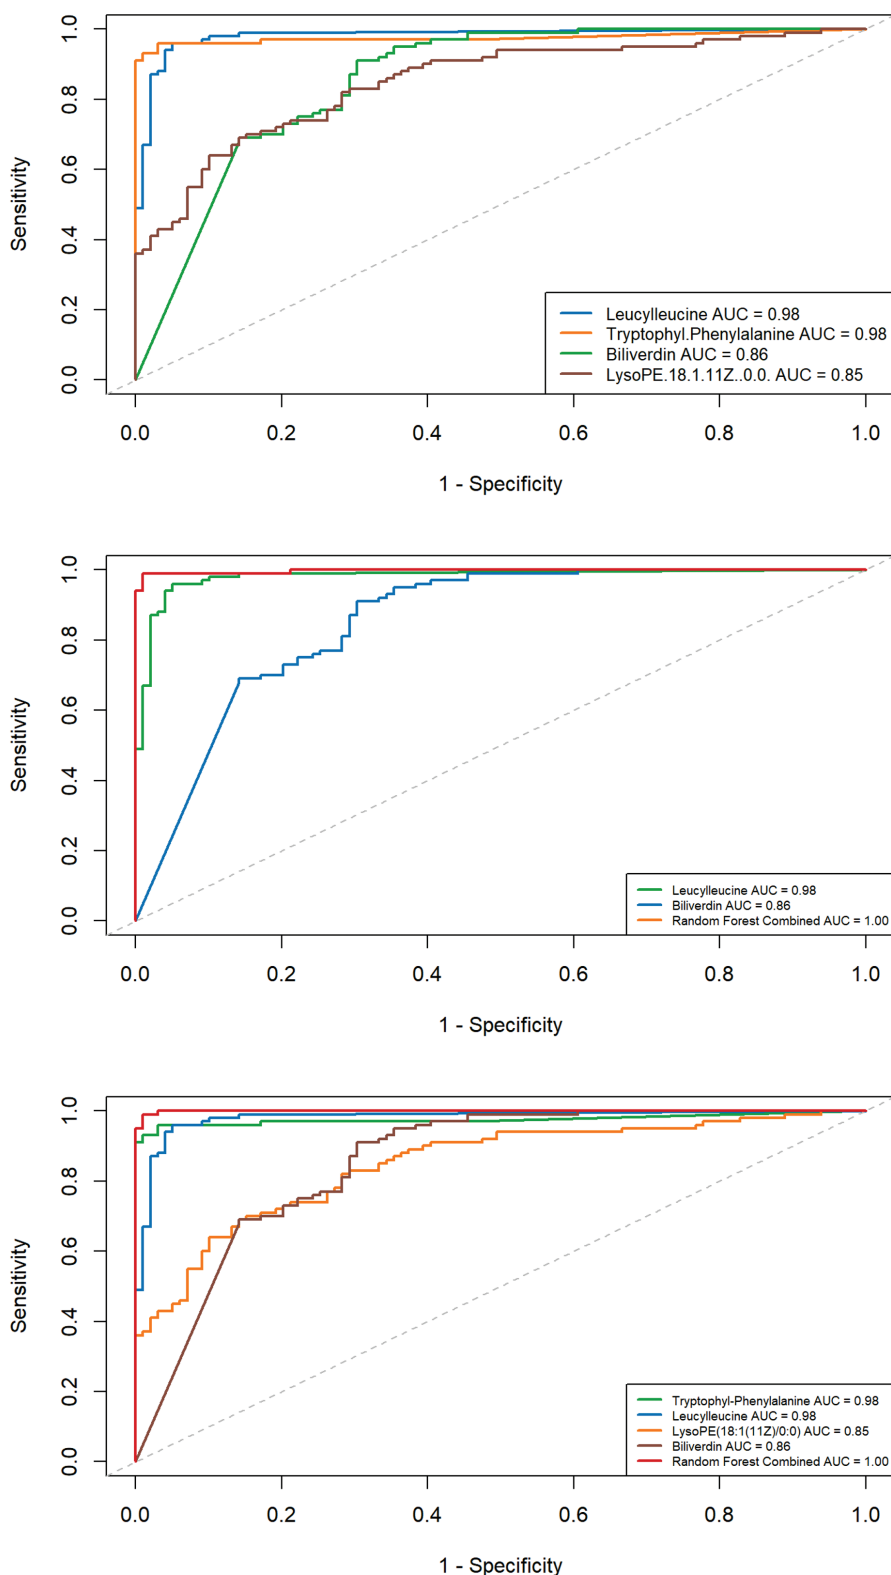 1.0
0.8
0.6
0.4
0.2
0.0
Sensitivity
Leucylleucine AUC = 0.98
Tryptophyl.Phenylalanine AUC = 0.98
Biliverdin AUC = 0.86
LysoPE.18.1.11Z..0.0. AUC = 0.85
0.0 0.2 0.4 0.6 0.8 1.0
1 - Specificity
1.0
0.8
0.6
0.4
0.2
0.0
Sensitivity
Leucylleucine AUC = 0.98
Biliverdin AUC = 0.86
Random Forest Combined AUC = 1.00
0.0 0.2 0.4 0.6 0.8 1.0
1 - Specificity
1.0
0.8
0.6
0.4
0.2
0.0
Sensitivity
Tryptophyl-Phenylalanine AUC = 0.98
Leucylleucine AUC = 0.98
LysoPE(18:1(11Z)/0:0) AUC = 0.85
Biliverdin AUC = 0.86
Random Forest Combined AUC = 1.00
0.0 0.2 0.4 0.6 0.8 1.0
1 - Specificity